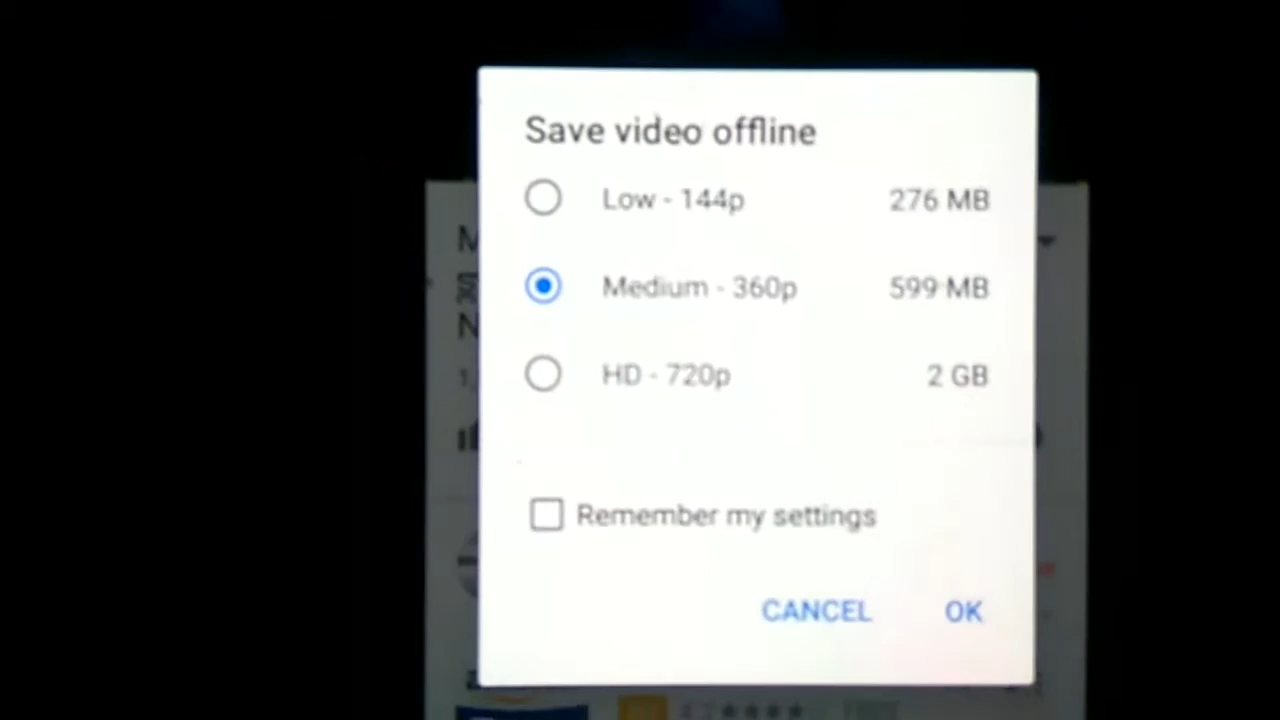 Save video offline
Low - 144p 276 MB
Medium - 360p 599 MB
HD - 720p 2 GB
Remember my settings
CANCEL OK